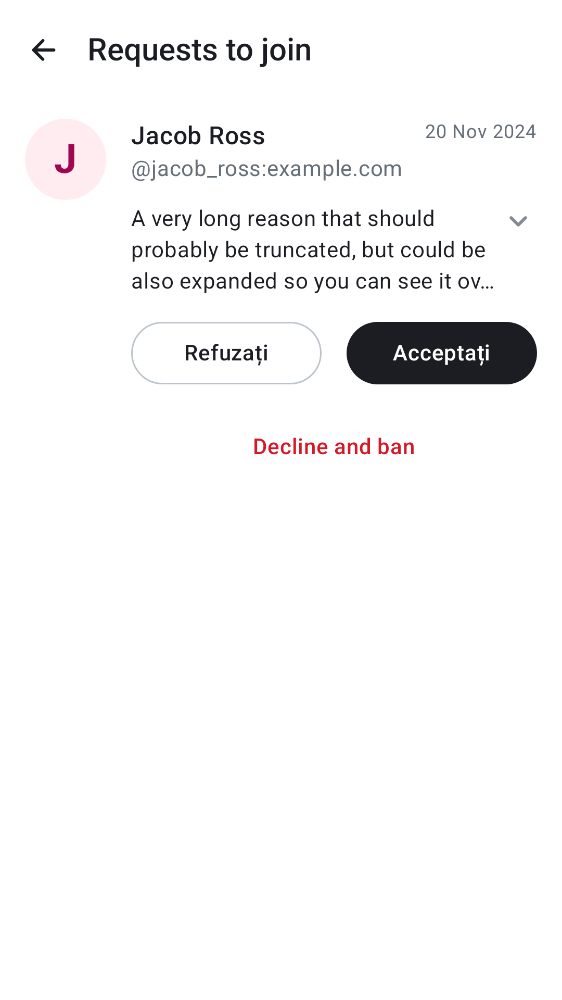 Requests to join
J
Jacob Ross
20 Nov 2024
@jacob_ross:example.com
A very long reason that should
probably be truncated, but could be
also expanded so you can see it ov…
Refuzați
Acceptați
Decline and ban